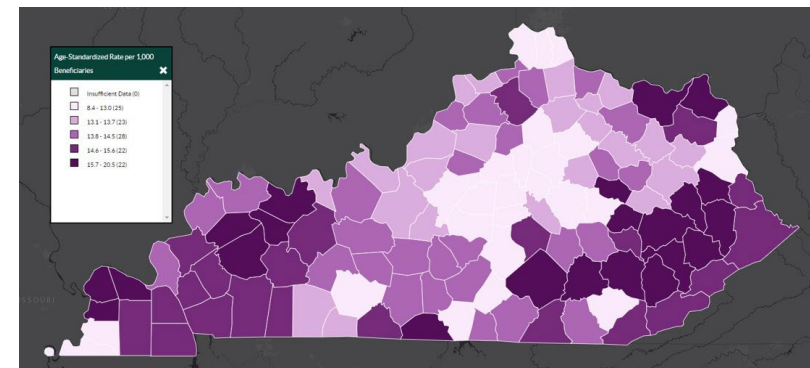 Age-Standardized Rate per 1,000
Beneficiaries
Insufficient Data (0)
8.4 - 13.0 (25)
13.1 - 13.7 (23)
13.8 - 14.5 (28)
14.6 - 15.6 (22)
15.7 - 20.5 (22)